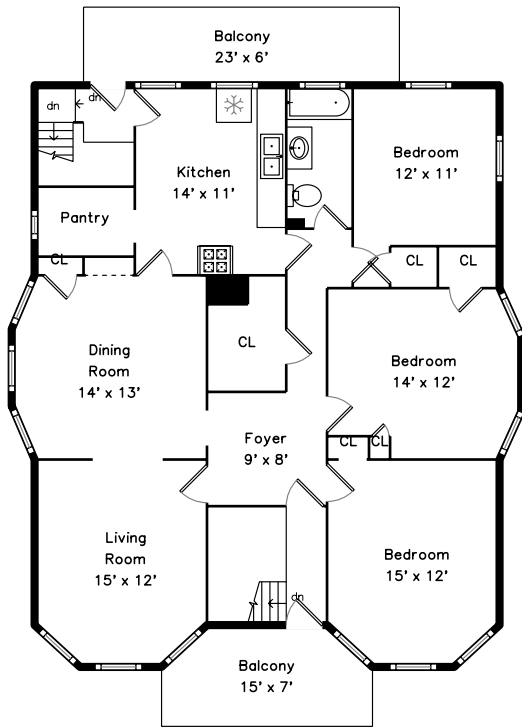 Balcony
23' x 6'
dn
dn
Kitchen
14' x 11'
Bedroom
12' x 11'
Pantry
CL
CL
CL
Dining
Room
14' x 13'
CL
Bedroom
14' x 12'
Foyer
9' x 8'
CL
CL
Living
Room
15' x 12'
Bedroom
15' x 12'
dn
Balcony
15' x 7'